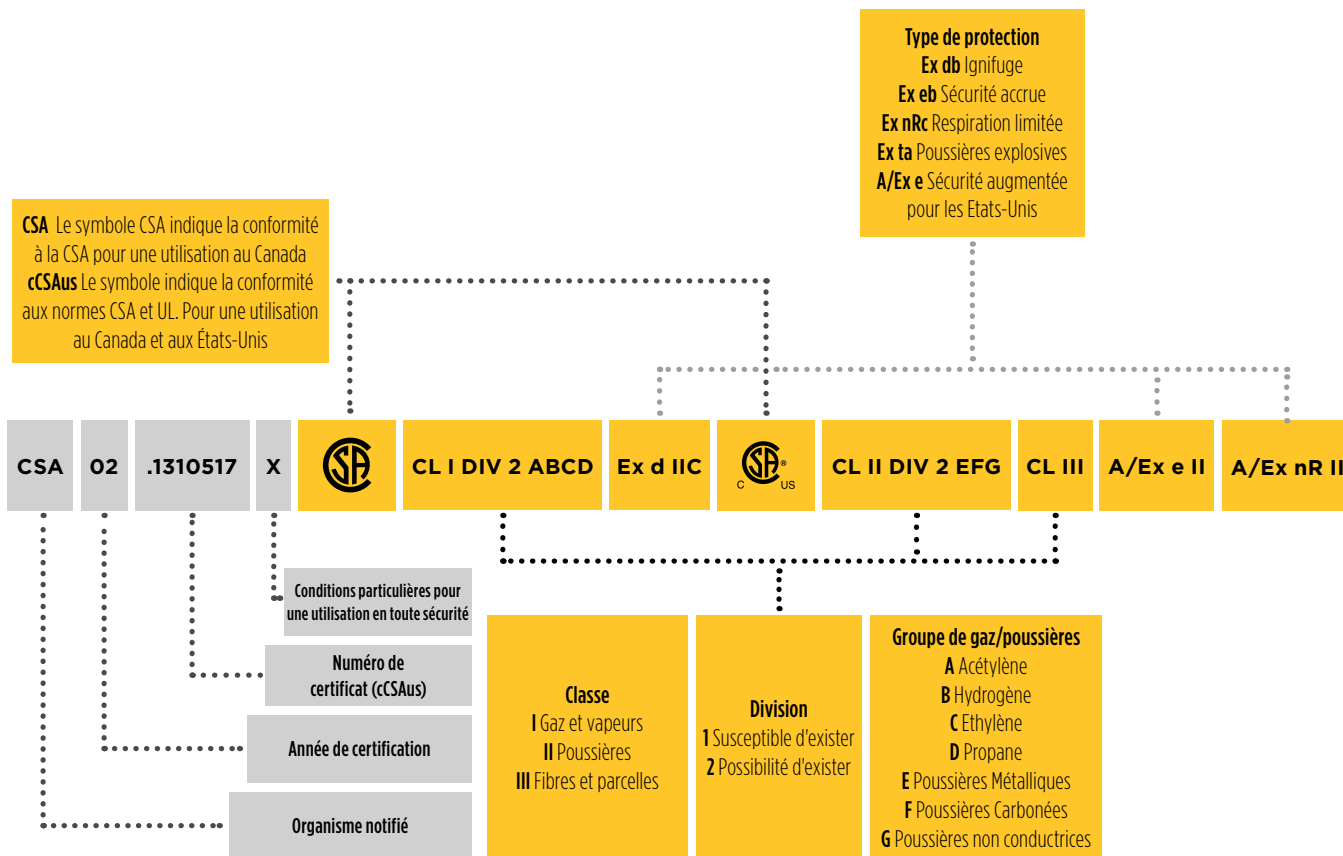 Type de protection
Ex db Ignifuge
Ex eb Sécurité accrue
Ex nRc Respiration limitée
Ex ta Poussières explosives
A/Ex e Sécurité augmentée
pour les Etats-Unis
CSA Le symbole CSA indique la conformité
à la CSA pour une utilisation au Canada
cCSAus Le symbole indique la conformité
aux normes CSA et UL. Pour une utilisation
au Canada et aux États-Unis
CSA 02 .1310517 X CSA CL I DIV 2 ABCD Ex d IIC C CSA ® US CL II DIV 2 EFG CL III A/Ex e II A/Ex nR II
Conditions particulières pour
une utilisation en toute sécurité
Numéro de
certificat (cCSAus)
Année de certification
Organisme notifié
Classe
I Gaz et vapeurs
II Poussières
III Fibres et parcelles
Division
1 Susceptible d'exister
2 Possibilité d'exister
Groupe de gaz/poussières
A Acétylène
B Hydrogène
C Ethylène
D Propane
E Poussières Métalliques
F Poussières Carbonées
G Poussières non conductrices